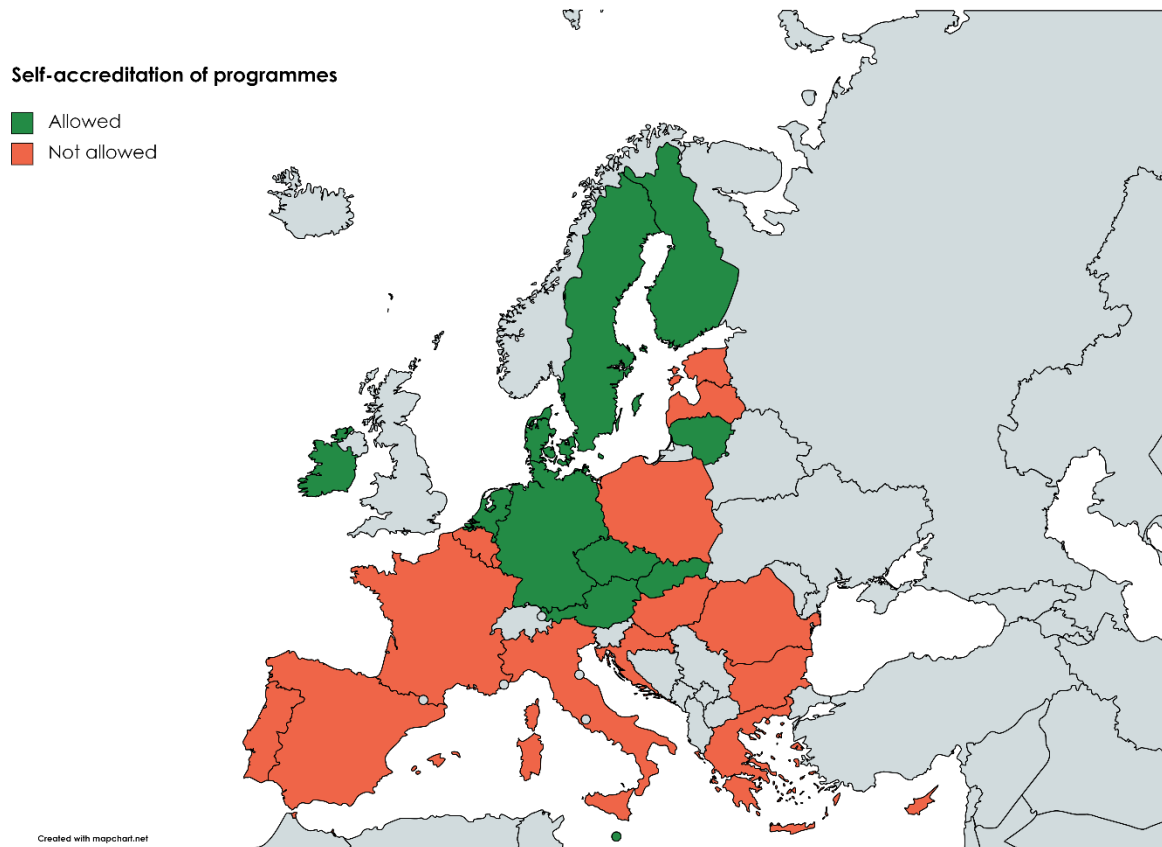 Self-accreditation of programmes
Allowed
Not allowed
Created with mapchart.net